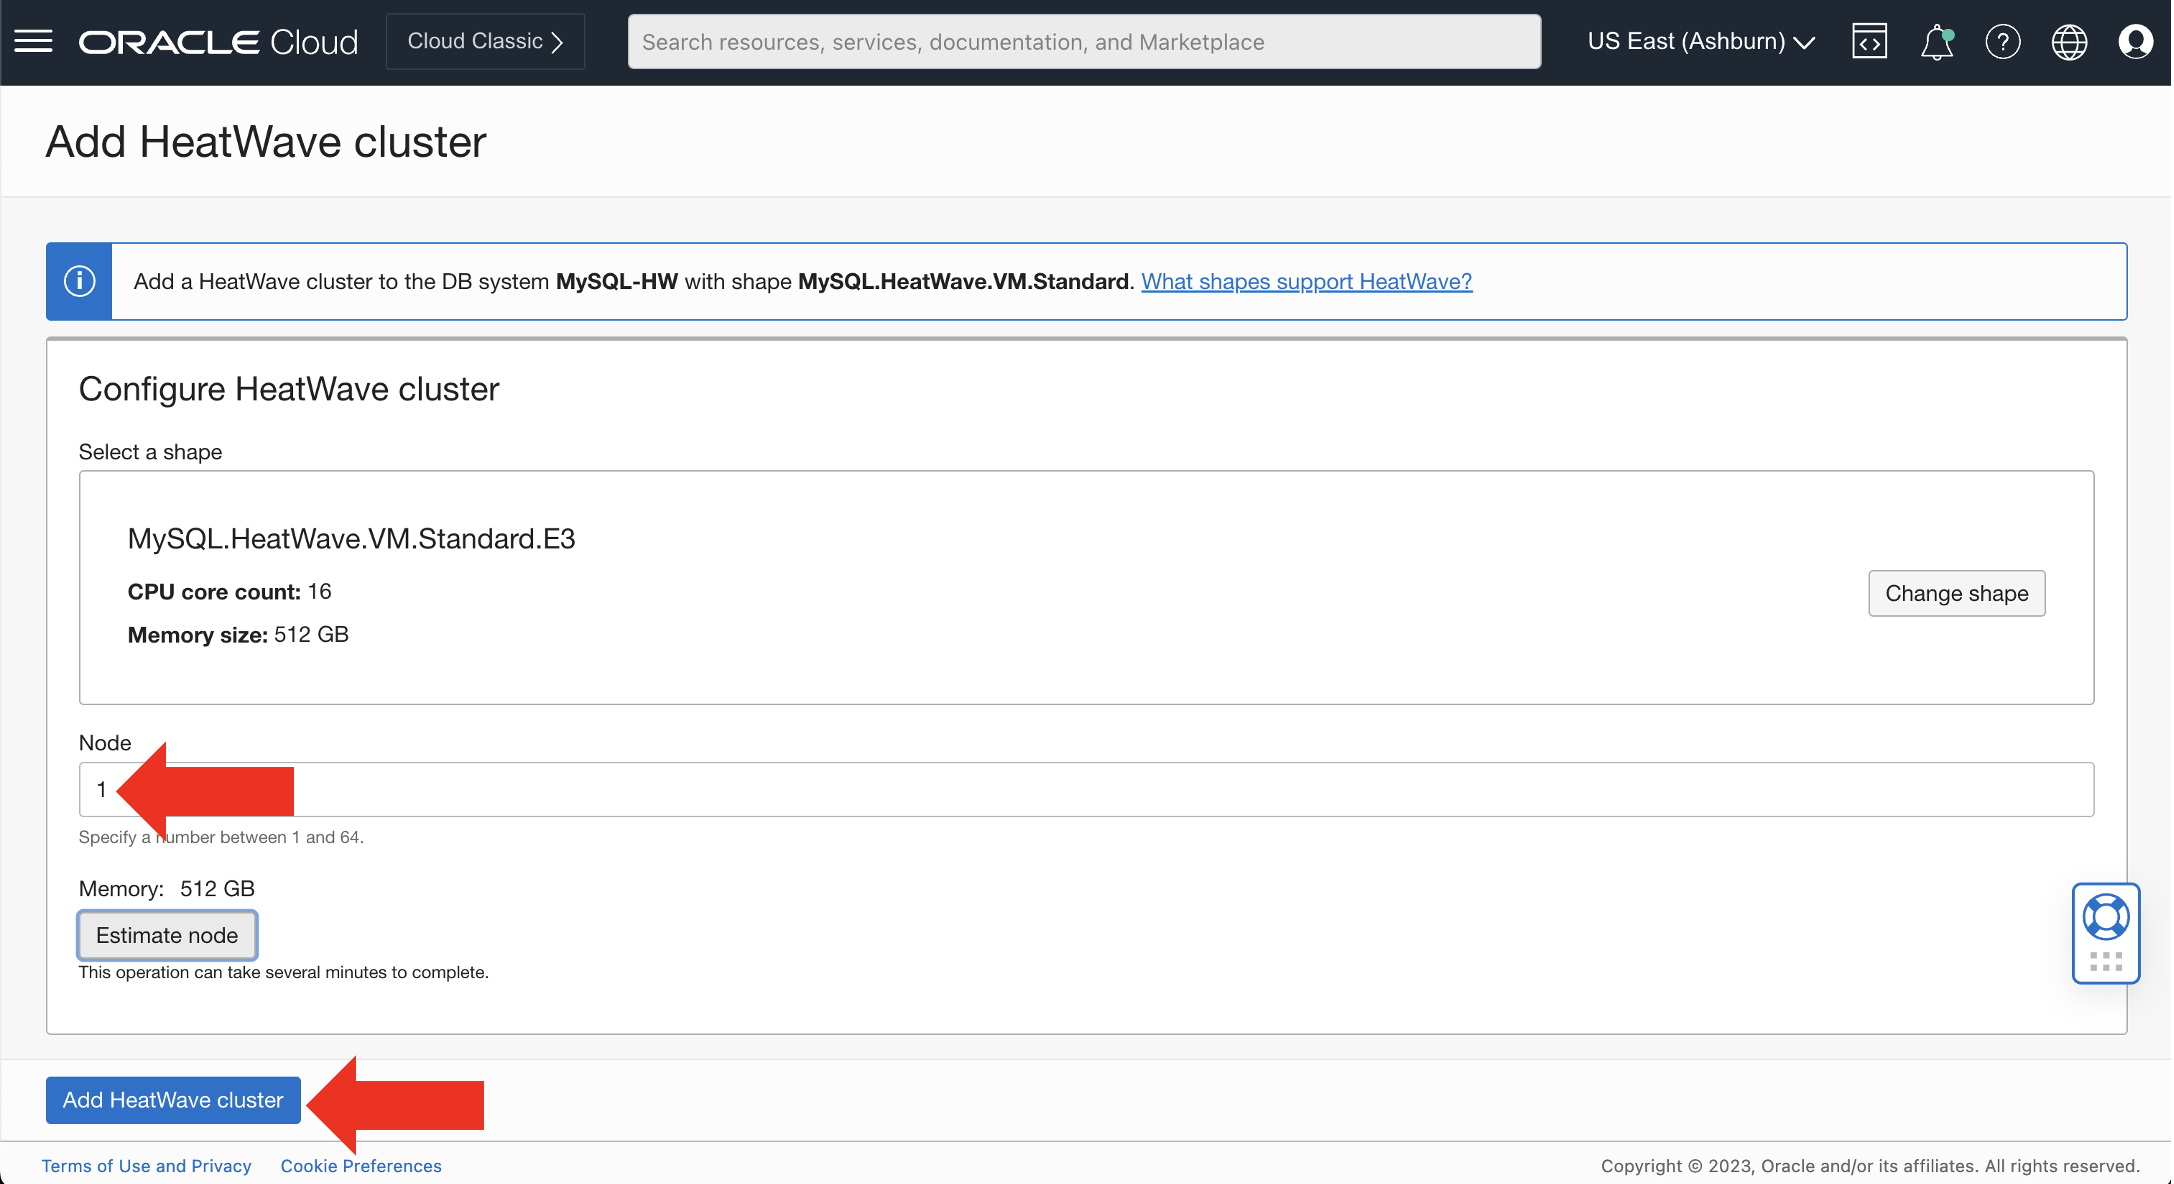 ORACLE Cloud
Cloud Classic
Search resources, services, documentation, and Marketplace
US East (Ashburn)
Add HeatWave cluster
Add a HeatWave cluster to the DB system MySQL-HW with shape MySQL.HeatWave.VM.Standard. What shapes support HeatWave?
Configure HeatWave cluster
Select a shape
MySQL.HeatWave.VM.Standard.E3
CPU core count: 16
Memory size: 512 GB
Change shape
Node
1
Specify a number between 1 and 64.
Memory: 512 GB
Estimate node
This operation can take several minutes to complete.
Add HeatWave cluster
Terms of Use and Privacy Cookie Preferences
Copyright © 2023, Oracle and/or its affiliates. All rights reserved.